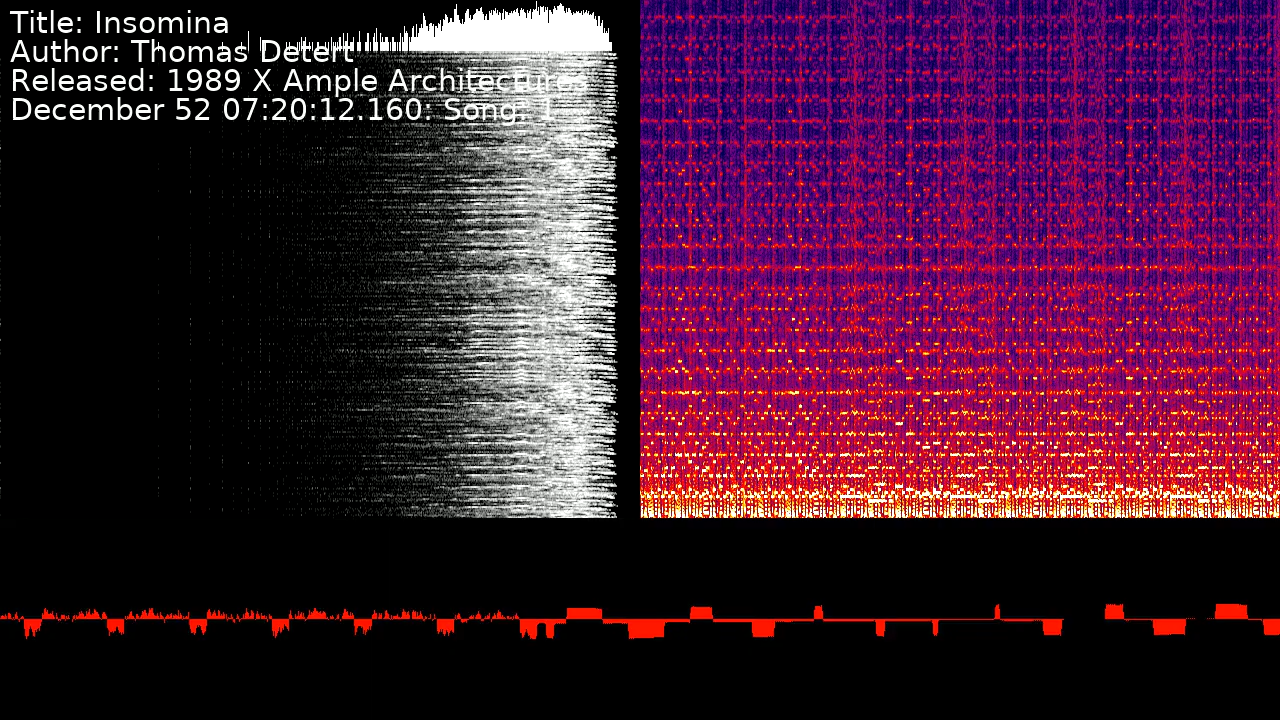 Title: Insomina
Author: Thomas Detert
Released: 1989 X Ample Architectures
December 52 07:20:12.160. Song: 1